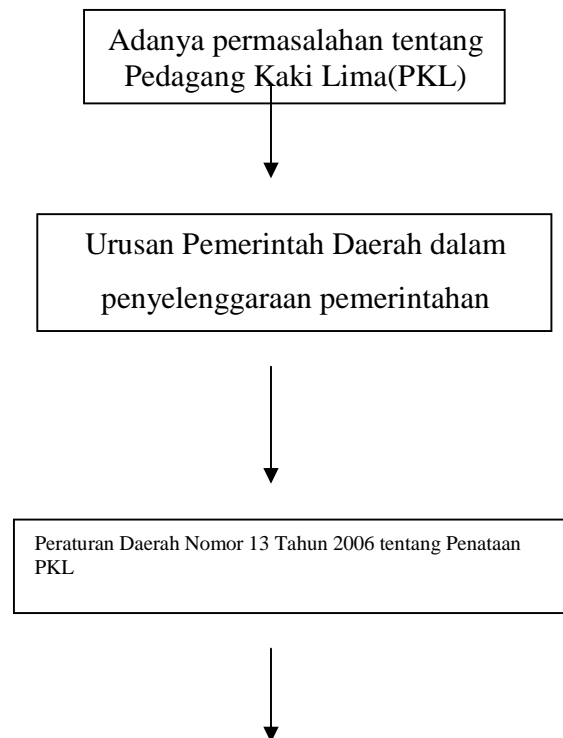 Adanya permasalahan tentang
Pedagang Kaki Lima(PKL)
Urusan Pemerintah Daerah dalam
penyelenggaraan pemerintahan
Peraturan Daerah Nomor 13 Tahun 2006 tentang Penataan
PKL